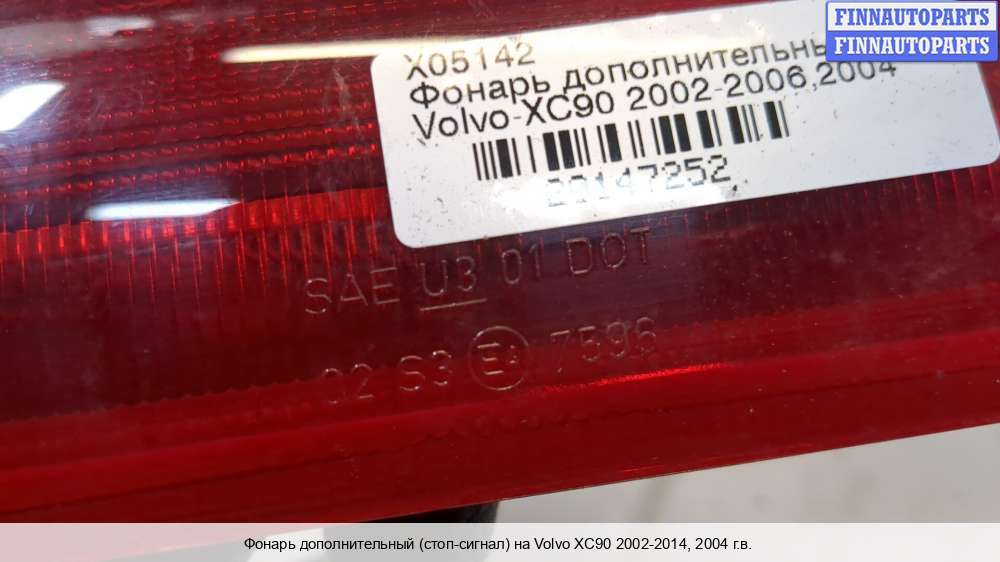 FINNAUTOPARTS
FINNAUTOPARTS
X05142
Фонарь дополнительны
Volvo-XC90 2002-2006,2004
20147252
SAE U3 01 DOT
02 S3 E4 7596
Фонарь дополнительный (стоп-сигнал) на Volvo XC90 2002-2014, 2004 г.в.